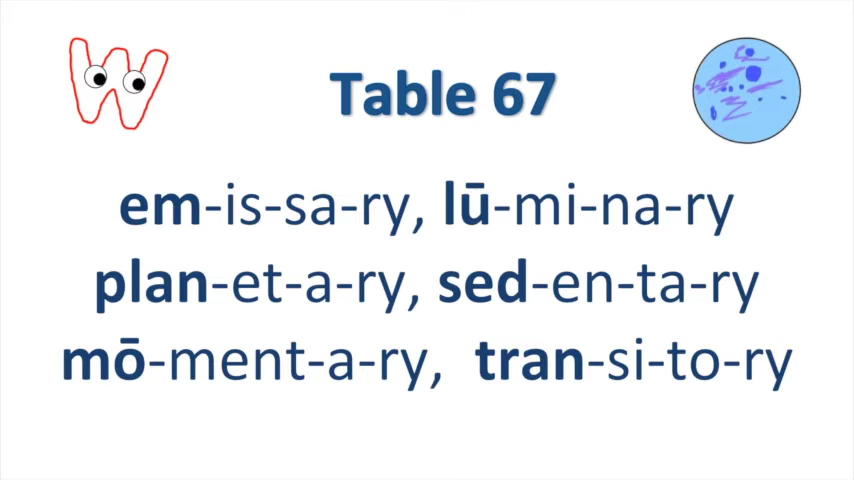 Table 67
em-is-sa-ry, lū-mi-na-ry
plan-et-a-ry, sed-en-ta-ry
mō-ment-a-ry, tran-si-to-ry